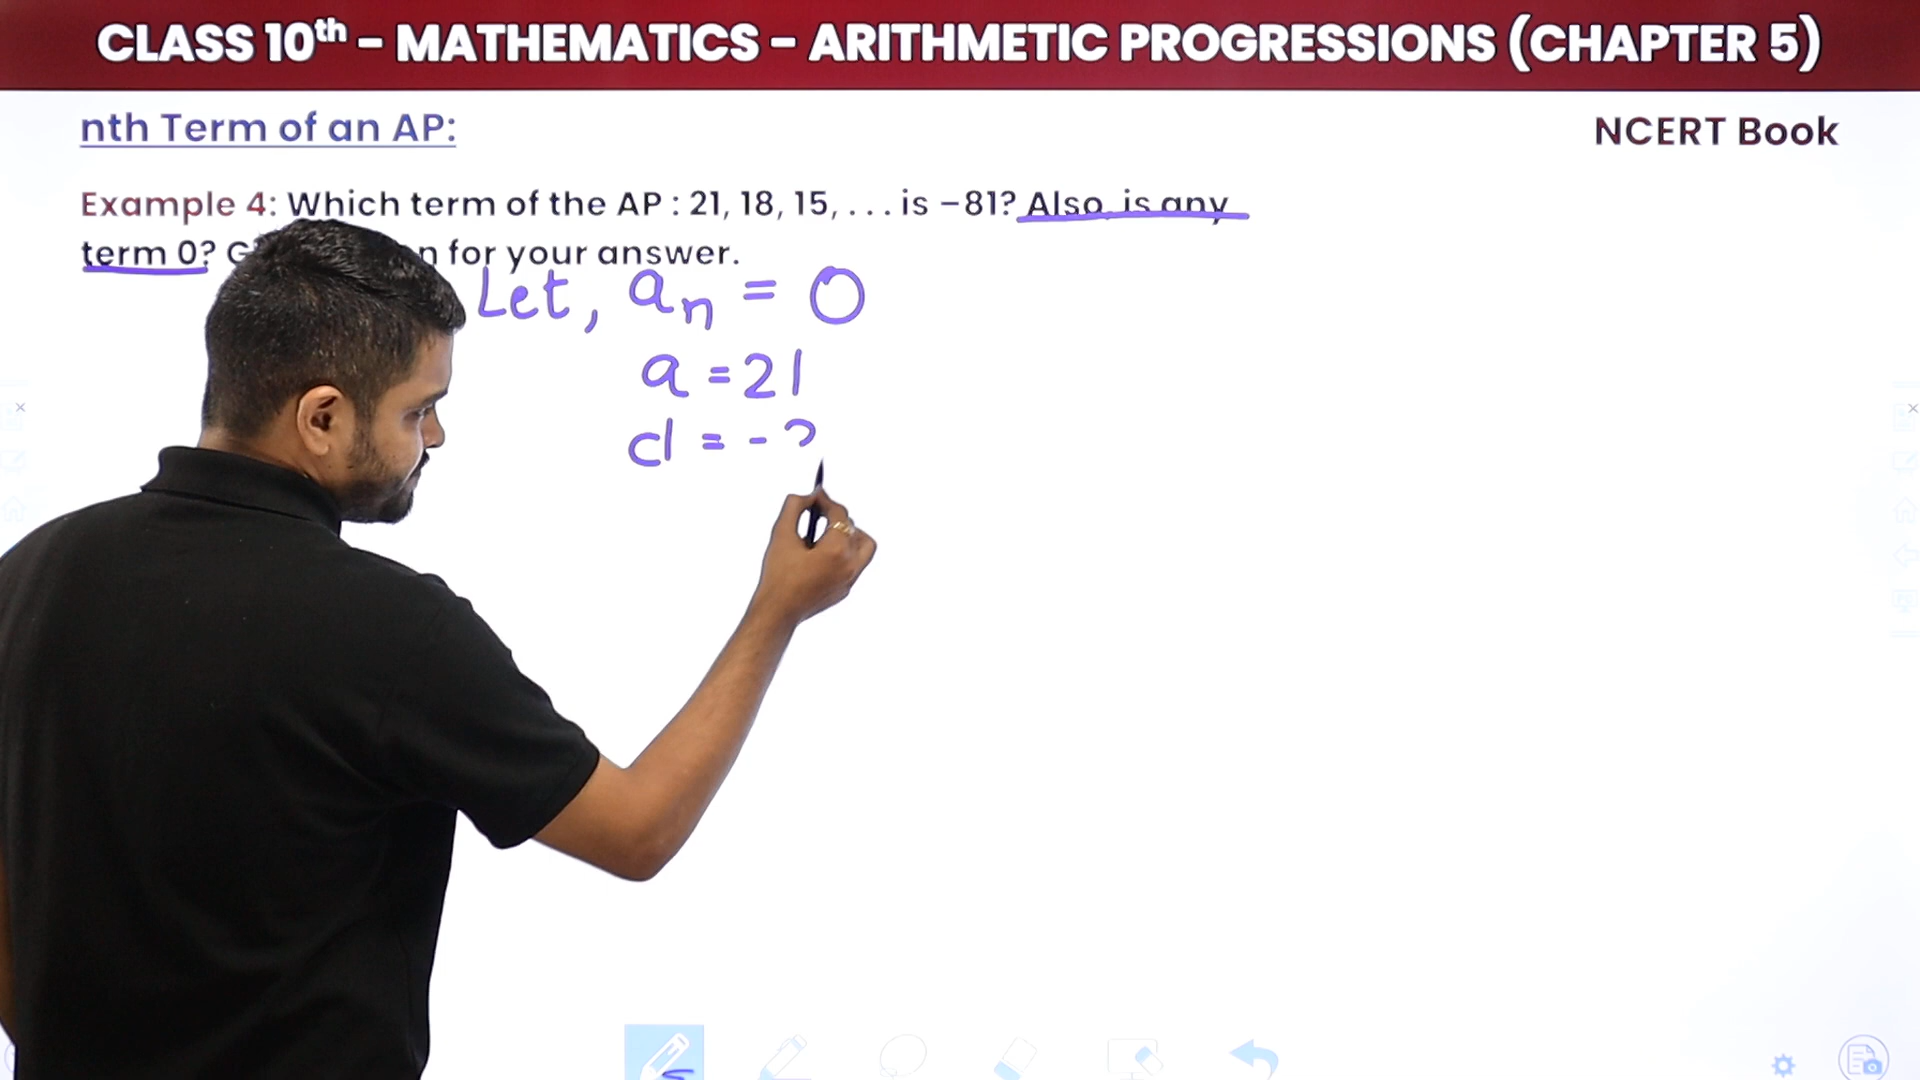 CLASS 10th - MATHEMATICS - ARITHMETIC PROGRESSIONS (CHAPTER 5)
nth Term of an AP:
NCERT Book
Example 4: Which term of the AP : 21, 18, 15, . . . is −81? Also, is any
term 0? for your answer.
Let, an = 0
a = 21
d = -